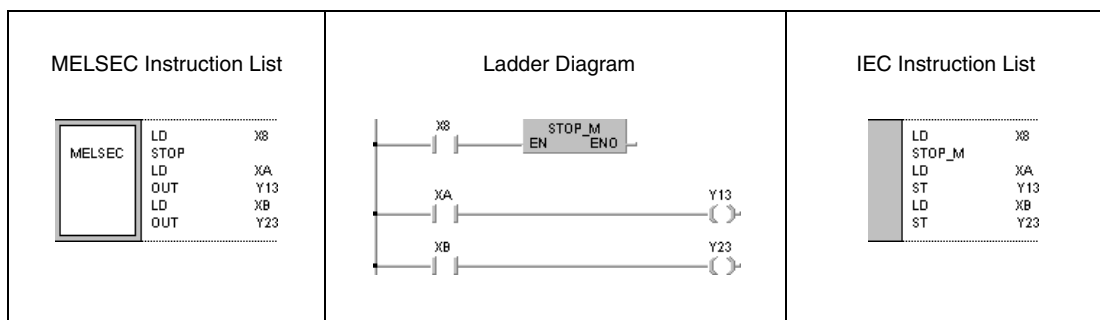 MELSEC Instruction List
MELSEC
LD X8
STOP
LD XA
OUT Y13
LD XB
OUT Y23
Ladder Diagram
X8
STOP_M
EN ENO
XA Y13
XB Y23
IEC Instruction List
LD X8
STOP_M
LD XA
ST Y13
LD XB
ST Y23